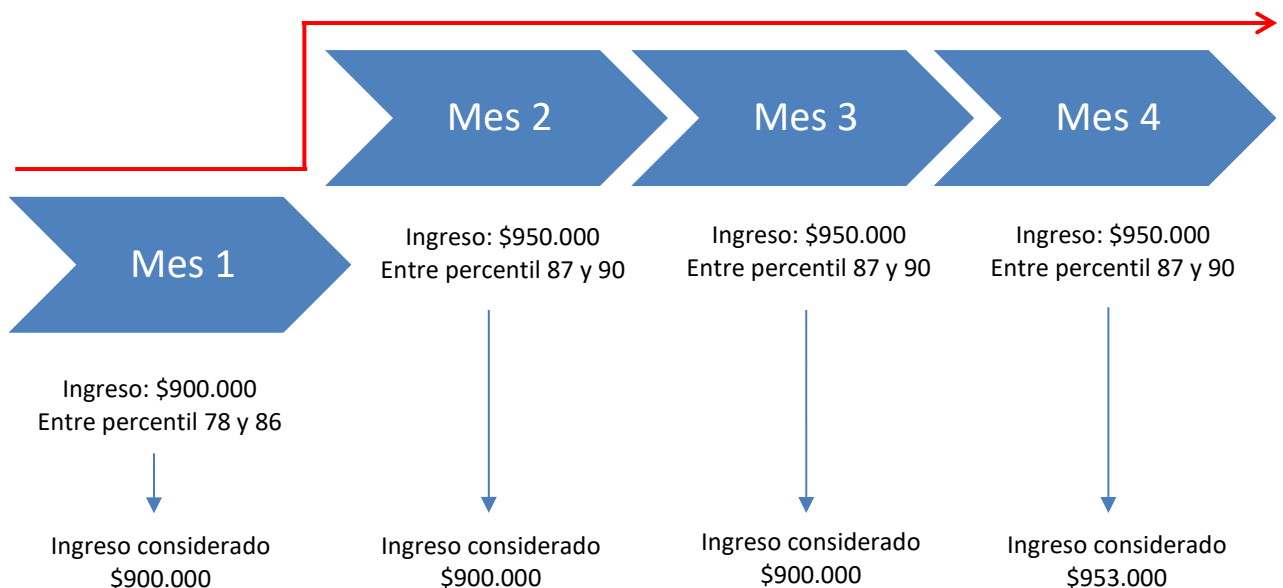 Mes 1
Ingreso: $900.000
Entre percentil 78 y 86
Ingreso considerado
$900.000
Mes 2
Ingreso: $950.000
Entre percentil 87 y 90
Ingreso considerado
$900.000
Mes 3
Ingreso: $950.000
Entre percentil 87 y 90
Ingreso considerado
$900.000
Mes 4
Ingreso: $950.000
Entre percentil 87 y 90
Ingreso considerado
$953.000